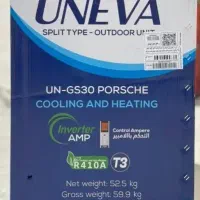 UNEVA
SPLIT TYPE - OUTDOOR UNIT
UN-GS30 PORSCHE
COOLING AND HEATING
Inverter AMP
Control Ampere
التحكم بالأمبير
R410A
T3
Net weight: 52.5 kg
Gross weight: 59.9 kg